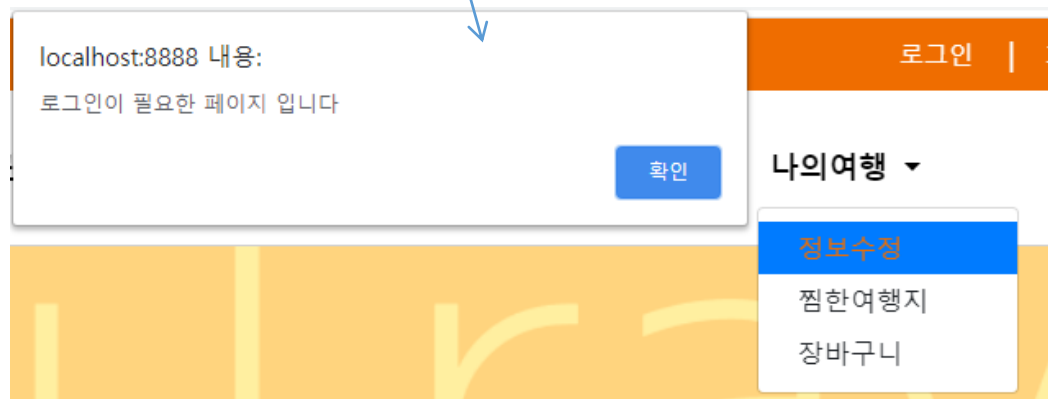 localhost:8888 내용:
로그인이 필요한 페이지 입니다
확인
로그인 |
나의여행
정보수정
찜한여행지
장바구니